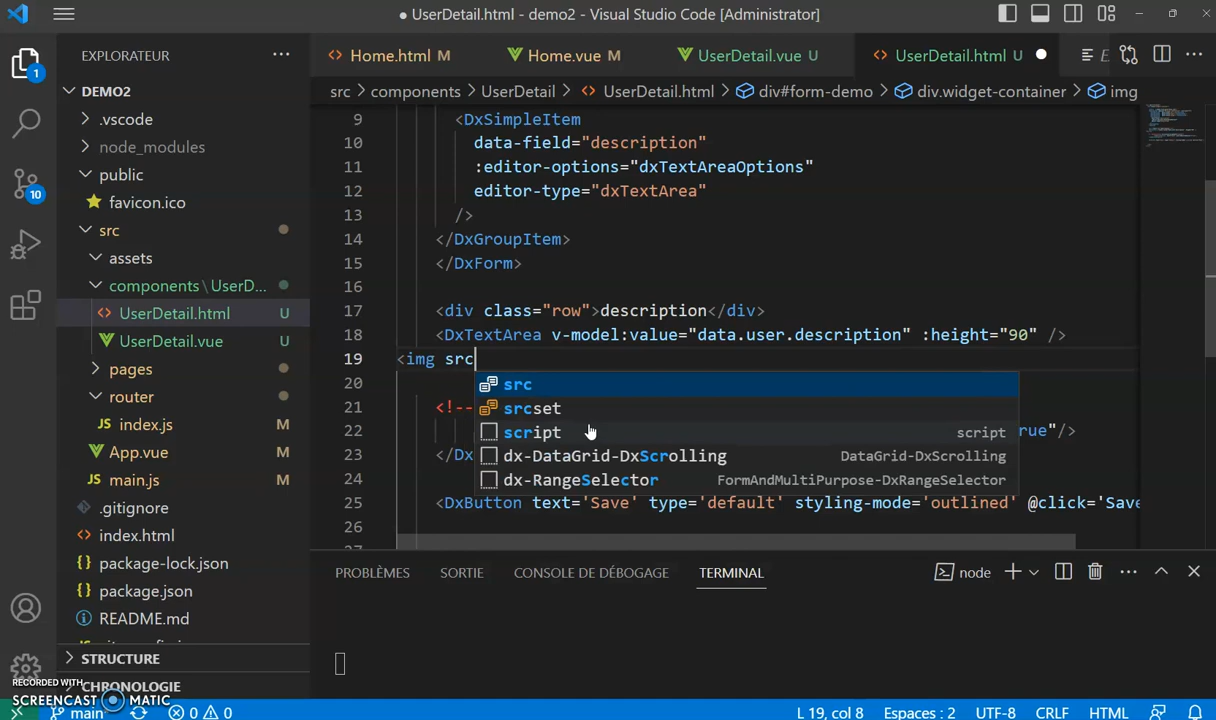 ● UserDetail.html - demo2 - Visual Studio Code [Administrator]
EXPLORATEUR
DEMO2
.vscode
node_modules
public
favicon.ico
src
assets
components\UserD...
<> UserDetail.html U
UserDetail.vue U
pages
router
JS index.js M
App.vue M
JS main.js M
.gitignore
<> index.html
{} package-lock.json
{} package.json
README.md
STRUCTURE
CHRONOLOGIE
1
10
<> Home.html M
Home.vue M
UserDetail.vue U
<> UserDetail.html U ●
src > components > UserDetail > <> UserDetail.html > div#form-demo > div.widget-container > img
9 <DxSimpleItem
10 data-field="description"
11 :editor-options="dxTextAreaOptions"
12 editor-type="dxTextArea"
13 />
14 </DxGroupItem>
15 </DxForm>
16
17 <div class="row">description</div>
18 <DxTextArea v-model:value="data.user.description" :height="90" />
19 <img src
20
21 <!--
22 rue"/>
23 </Dx
24
25 <DxButton text='Save' type='default' styling-mode='outlined' @click='Save
26
src
srcset
script script
dx-DataGrid-DxScrolling DataGrid-DxScrolling
dx-RangeSelector FormAndMultiPurpose-DxRangeSelector
PROBLÈMES SORTIE CONSOLE DE DÉBOGAGE TERMINAL
node
RECORDED WITH
SCREENCAST MATIC
main* 0 0
L 19, col 8 Espaces : 2 UTF-8 CRLF HTML